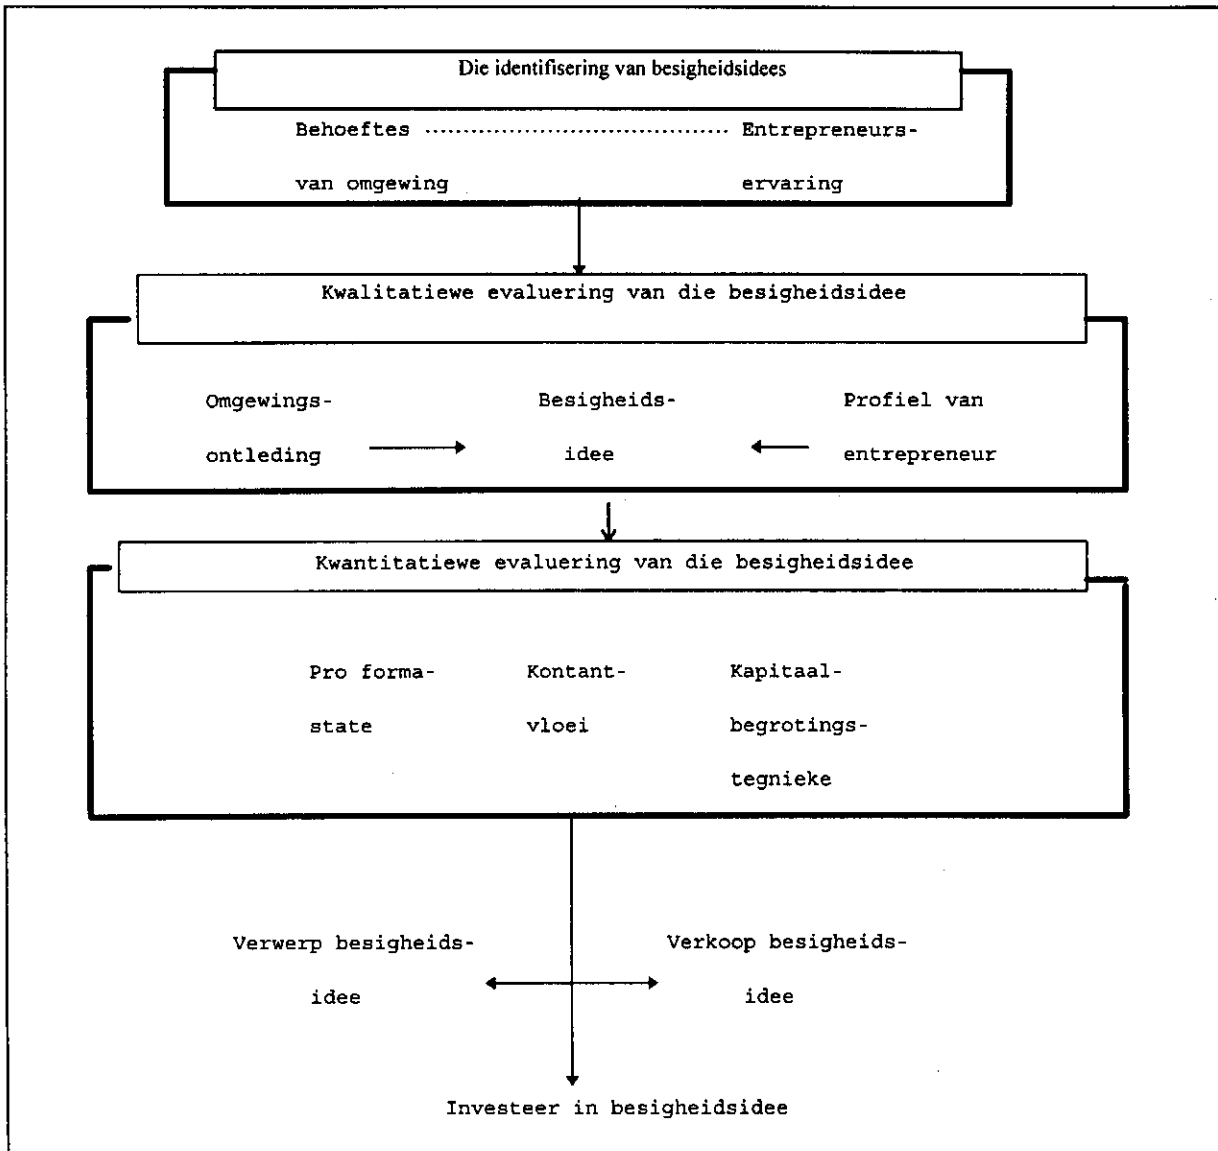 Die identifisering van besigheidsidees
Behoeftes ........................................ Entrepreneurs-
van omgewing ervaring
Kwalitatiewe evaluering van die besigheidsidee
Omgewings- Besigheids- Profiel van
ontleding idee entrepreneur
Kwantitatiewe evaluering van die besigheidsidee
Pro forma- Kontant- Kapitaal-
state vloei begrotings-
tegnieke
Verwerp besigheids- Verkoop besigheids-
idee idee
Investeer in besigheidsidee